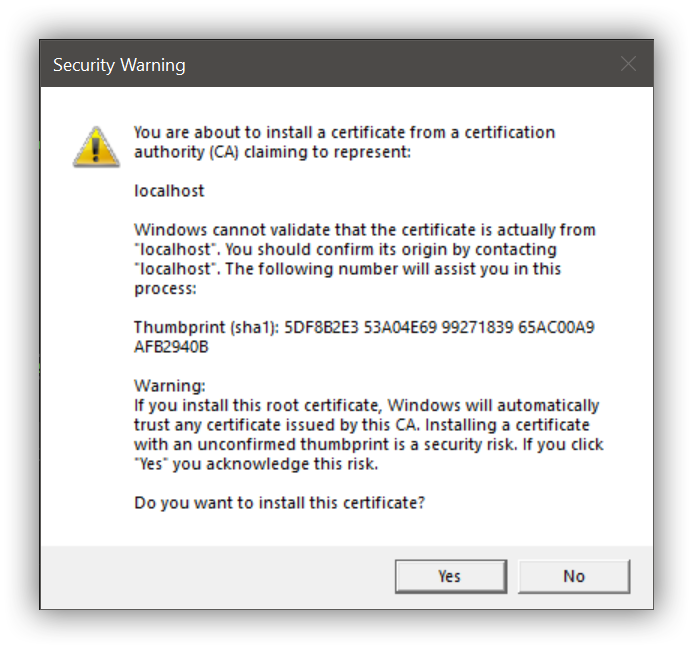 Security Warning
You are about to install a certificate from a certification
authority (CA) claiming to represent:
localhost
Windows cannot validate that the certificate is actually from
"localhost". You should confirm its origin by contacting
"localhost". The following number will assist you in this
process:
Thumbprint (sha1): 5DF8B2E3 53A04E69 99271839 65AC00A9
AFB2940B
Warning:
If you install this root certificate, Windows will automatically
trust any certificate issued by this CA. Installing a certificate
with an unconfirmed thumbprint is a security risk. If you click
"Yes" you acknowledge this risk.
Do you want to install this certificate?
Yes
No